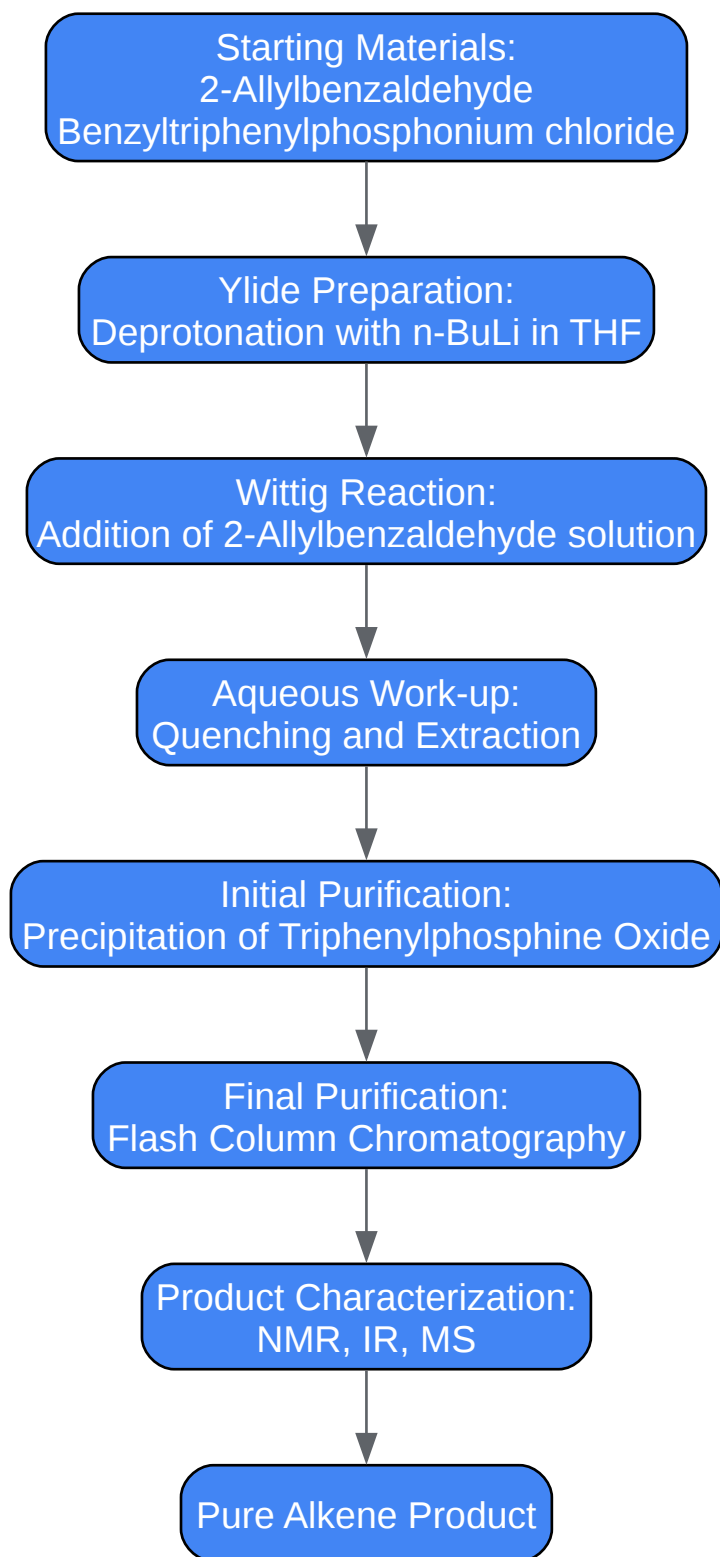 Starting Materials:
2-Allylbenzaldehyde
Benzyltriphenylphosphonium chloride
Ylide Preparation:
Deprotonation with n-BuLi in THF
Wittig Reaction:
Addition of 2-Allylbenzaldehyde solution
Aqueous Work-up:
Quenching and Extraction
Initial Purification:
Precipitation of Triphenylphosphine Oxide
Final Purification:
Flash Column Chromatography
Product Characterization:
NMR, IR, MS
Pure Alkene Product